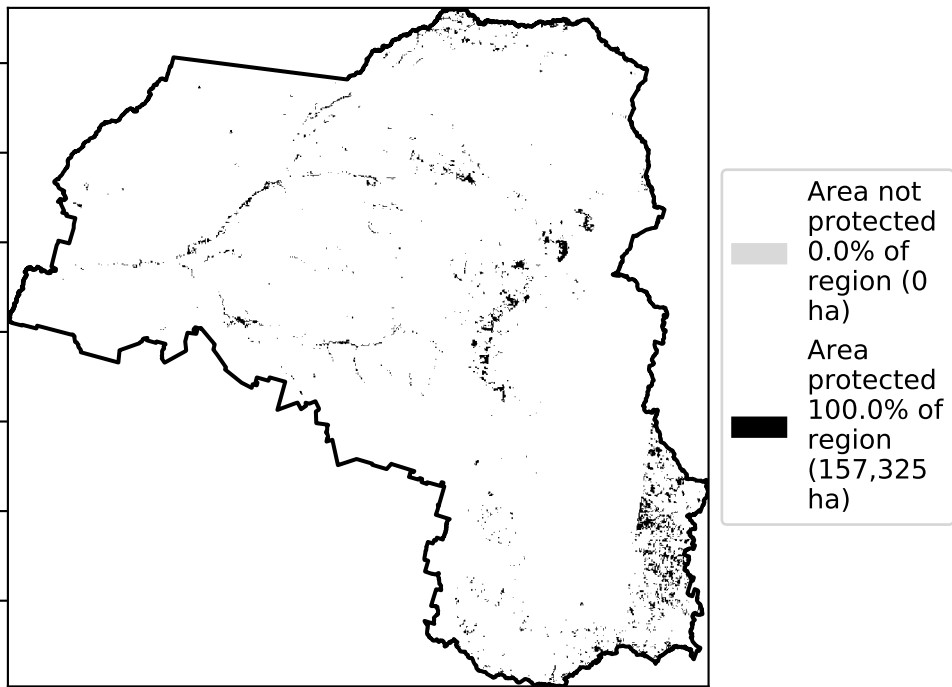 Area not
protected
0.0% of
region (0
ha)
Area
protected
100.0% of
region
(157,325
ha)